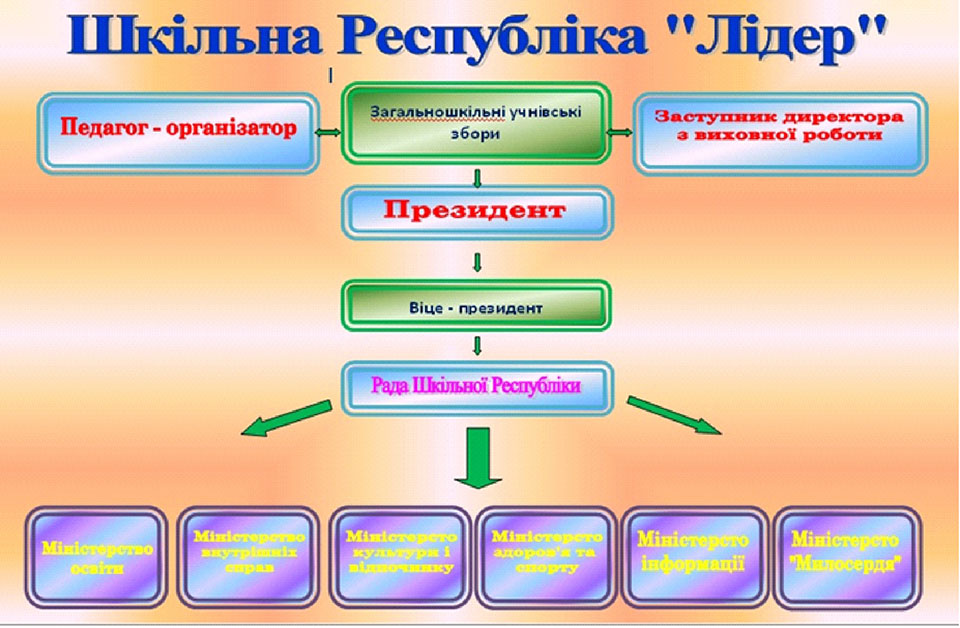 Шкільна Республіка "Лідер"
Педагог - організатор
Загальношкільні учнівські
збори
Заступник директора
з виховної роботи
Президент
Віце - президент
Рада Шкільної Республіки
Міністерство
освіти
Міністерство
внутрішніх
справ
Міністерсто
культури і
відпочинку
Міністерсто
здоров'я та
спорту
Міністерсто
інформації
Міністерсто
"Милосердя"